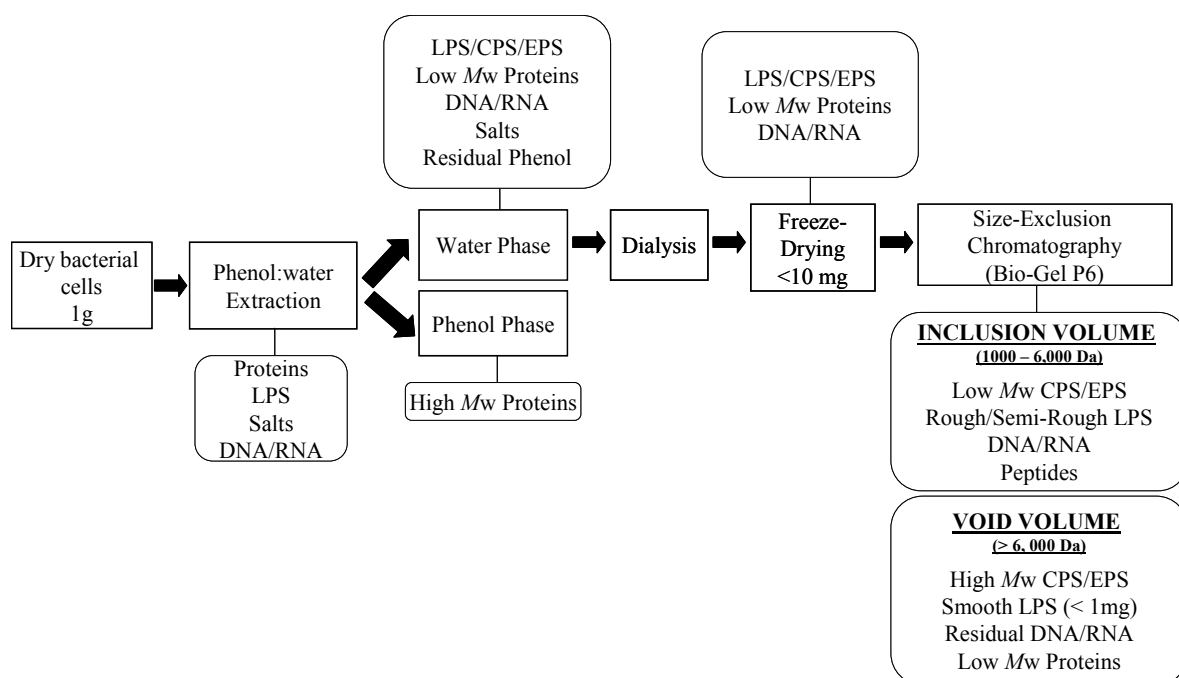 LPS/CPS/EPS
Low Mw Proteins
DNA/RNA
Salts
Residual Phenol
LPS/CPS/EPS
Low Mw Proteins
DNA/RNA
Dry bacterial
cells
1g
Phenol:water
Extraction
Water Phase
Dialysis
Freeze-
Drying
<10 mg
Size-Exclusion
Chromatography
(Bio-Gel P6)
Phenol Phase
Proteins
LPS
Salts
DNA/RNA
High Mw Proteins
INCLUSION VOLUME
(1000 – 6,000 Da)
Low Mw CPS/EPS
Rough/Semi-Rough LPS
DNA/RNA
Peptides
VOID VOLUME
(> 6, 000 Da)
High Mw CPS/EPS
Smooth LPS (< 1mg)
Residual DNA/RNA
Low Mw Proteins